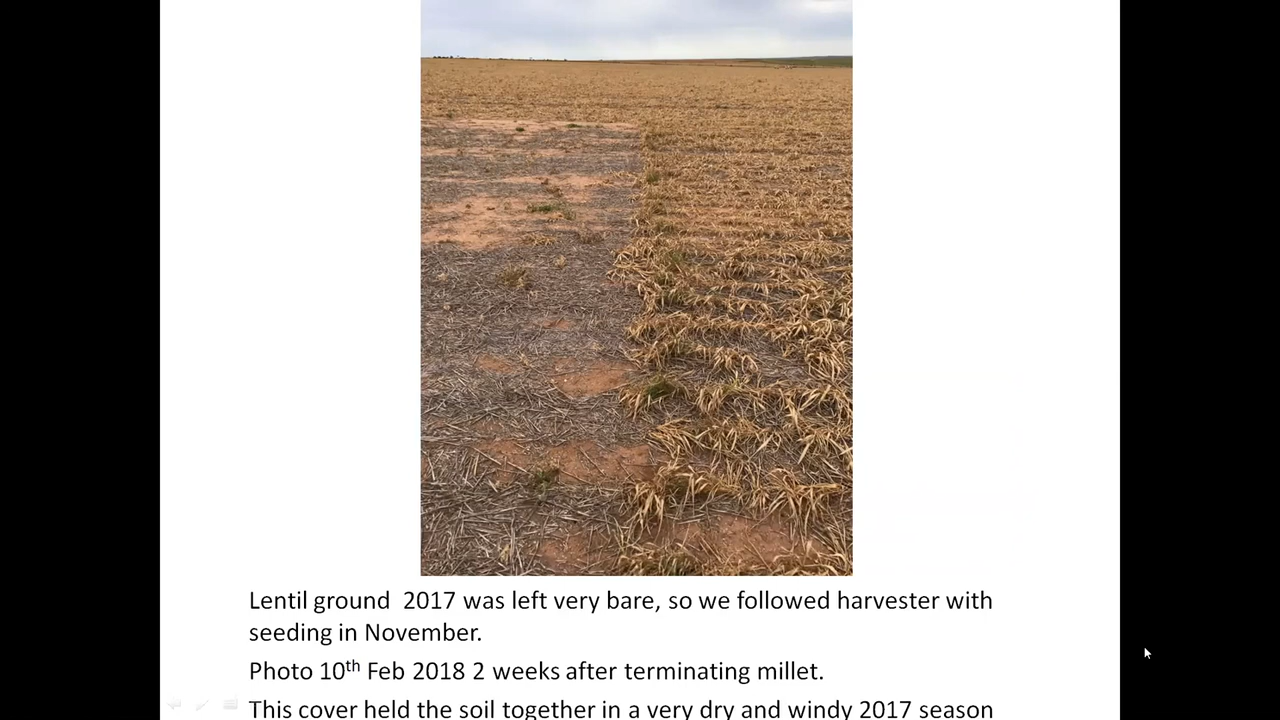 Lentil ground  2017 was left very bare, so we followed harvester with
seeding in November.
Photo 10th Feb 2018 2 weeks after terminating millet.
This cover held the soil together in a very dry and windy 2017 season